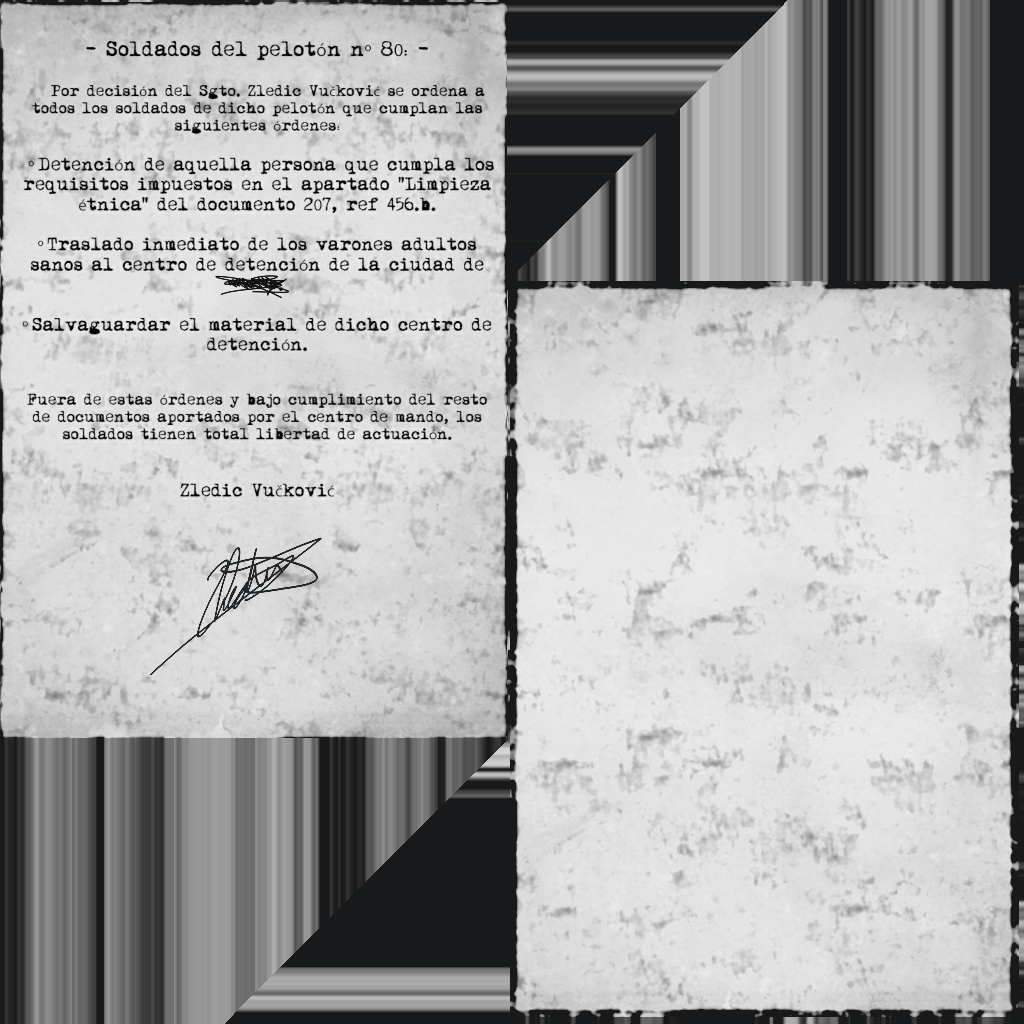 - Soldados del pelotón nº 80: -
Por decisión del Sgto. Zledic Vučković se ordena a
todos los soldados de dicho pelotón que cumplan las
siguientes órdenes:
ºDetención de aquella persona que cumpla los
requisitos impuestos en el apartado "Limpieza
étnica" del documento 207, ref 456.b.
ºTraslado inmediato de los varones adultos
sanos al centro de detención de la ciudad de
ºSalvaguardar el material de dicho centro de
detención.
Fuera de estas órdenes y bajo cumplimiento del resto
de documentos aportados por el centro de mando, los
soldados tienen total libertad de actuación.
Zledic Vučković